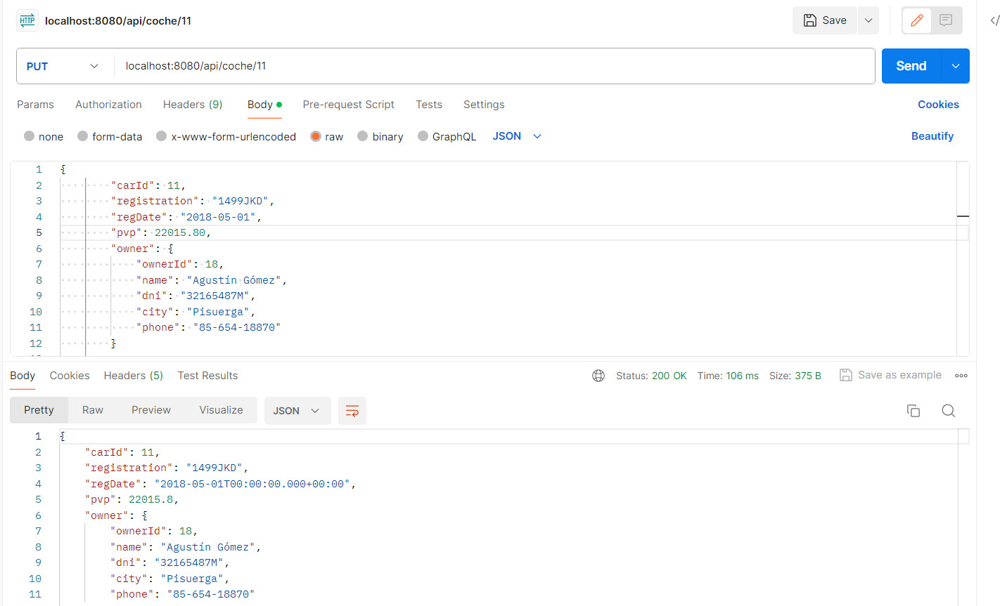 HTTP localhost:8080/api/coche/11 Save
PUT localhost:8080/api/coche/11 Send
Params Authorization Headers (9) Body Pre-request Script Tests Settings Cookies
none form-data x-www-form-urlencoded raw binary GraphQL JSON Beautify
1 {
2 "carId": 11,
3 "registration": "1499JKD",
4 "regDate": "2018-05-01",
5 "pvp": 22015.80,
6 "owner": {
7 "ownerId": 18,
8 "name": "Agustín Gómez",
9 "dni": "32165487M",
10 "city": "Pisuerga",
11 "phone": "85-654-18870"
12 }
Body Cookies Headers (5) Test Results Status: 200 OK Time: 106 ms Size: 375 B Save as example
Pretty Raw Preview Visualize JSON
1 {
2 "carId": 11,
3 "registration": "1499JKD",
4 "regDate": "2018-05-01T00:00:00.000+00:00",
5 "pvp": 22015.8,
6 "owner": {
7 "ownerId": 18,
8 "name": "Agustín Gómez",
9 "dni": "32165487M",
10 "city": "Pisuerga",
11 "phone": "85-654-18870"